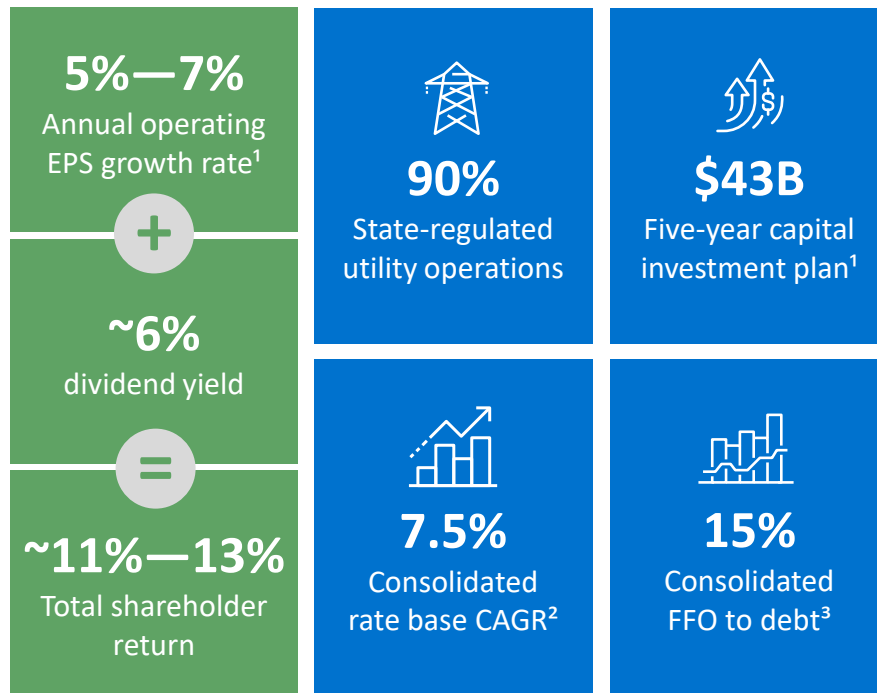 5%—7%
Annual operating
EPS growth rate¹
+
~6%
dividend yield
=
~11%—13%
Total shareholder
return
90%
State-regulated
utility operations
$
$43B
Five-year capital
investment plan¹
7.5%
Consolidated
rate base CAGR²
15%
Consolidated
FFO to debt³